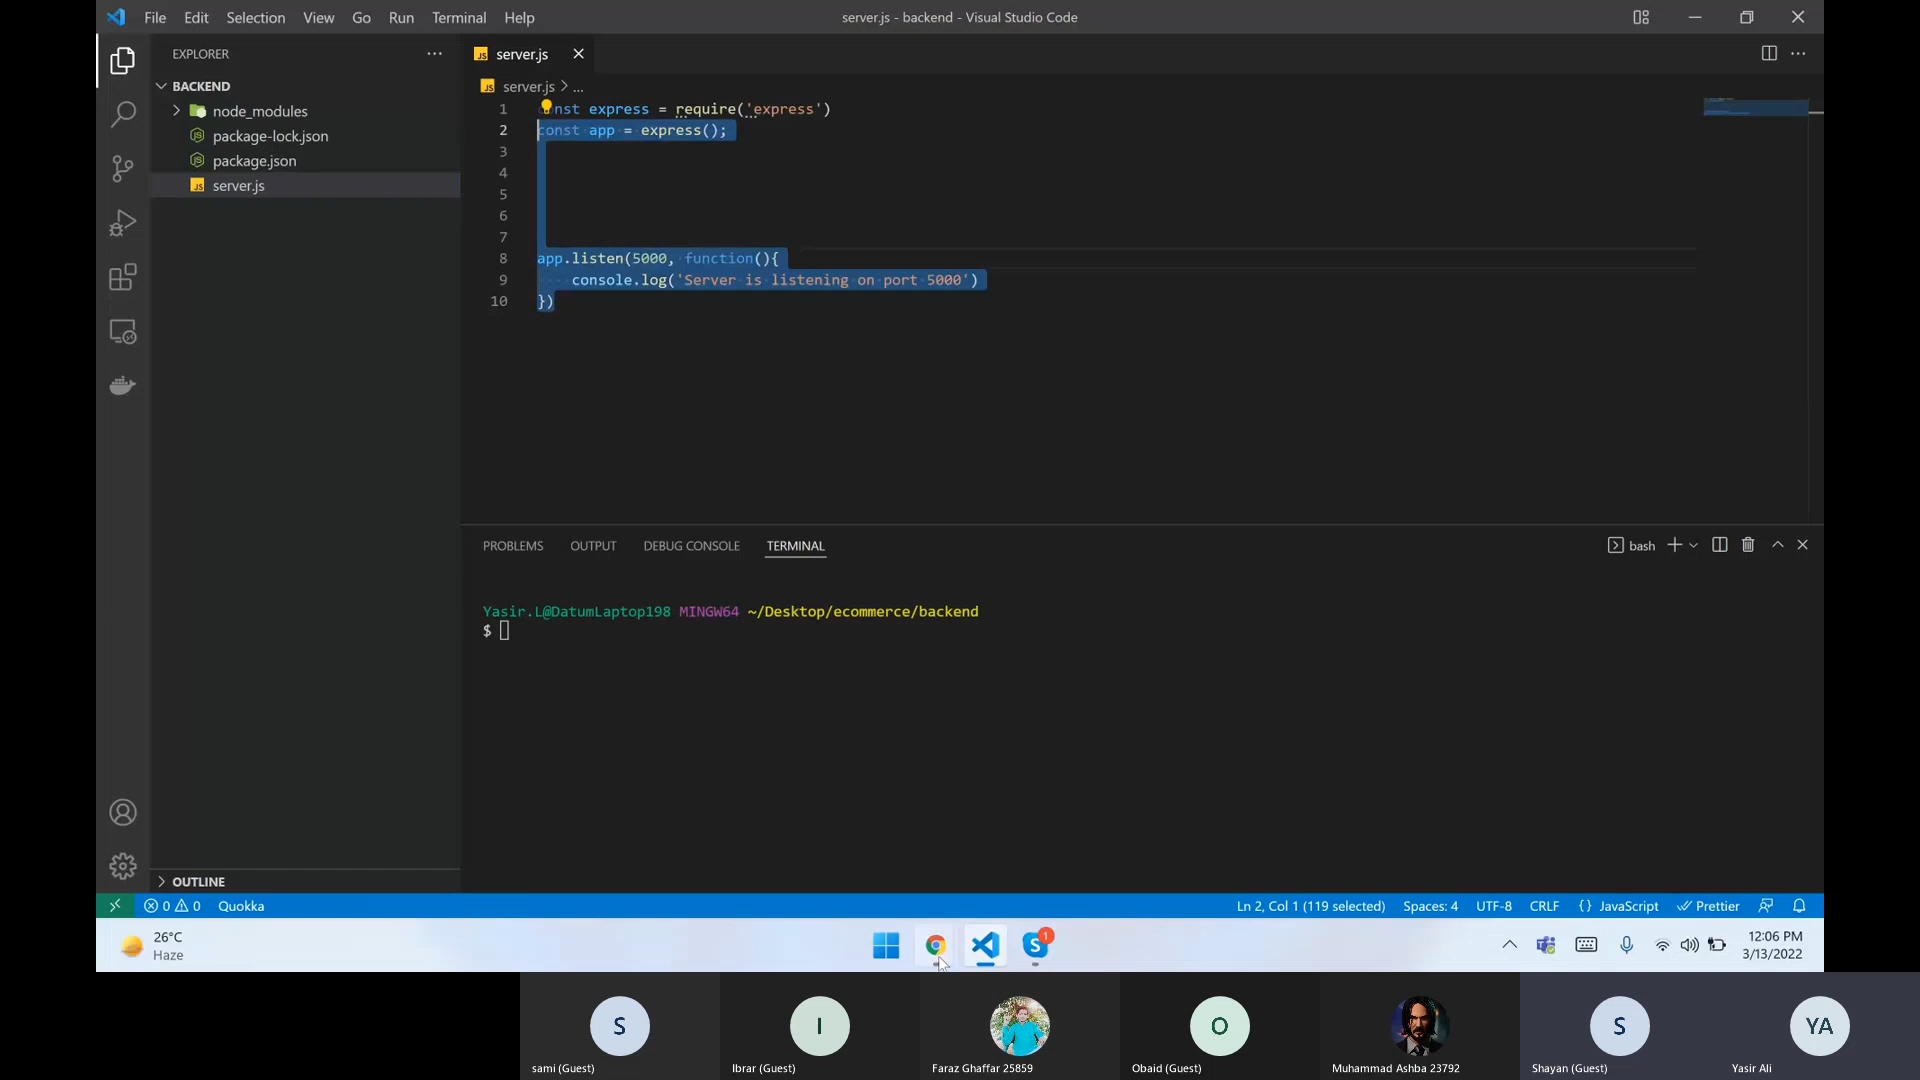 File Edit Selection View Go Run Terminal Help
server.js - backend - Visual Studio Code
EXPLORER
BACKEND
node_modules
package-lock.json
package.json
server.js
OUTLINE
server.js
server.js > ...
1 const express = require('express')
2 const app = express();
3
4
5
6
7
8 app.listen(5000, function(){
9 console.log('Server is listening on port 5000')
10 })
PROBLEMS OUTPUT DEBUG CONSOLE TERMINAL
bash
Yasir.L@DatumLaptop198 MINGW64 ~/Desktop/ecommerce/backend
$
0 0 Quokka
Ln 2, Col 1 (119 selected) Spaces: 4 UTF-8 CRLF {} JavaScript Prettier
26°C
Haze
S 1
12:06 PM
3/13/2022
S I O S YA
sami (Guest) Ibrar (Guest) Faraz Ghaffar 25859 Obaid (Guest) Muhammad Ashba 23792 Shayan (Guest) Yasir Ali